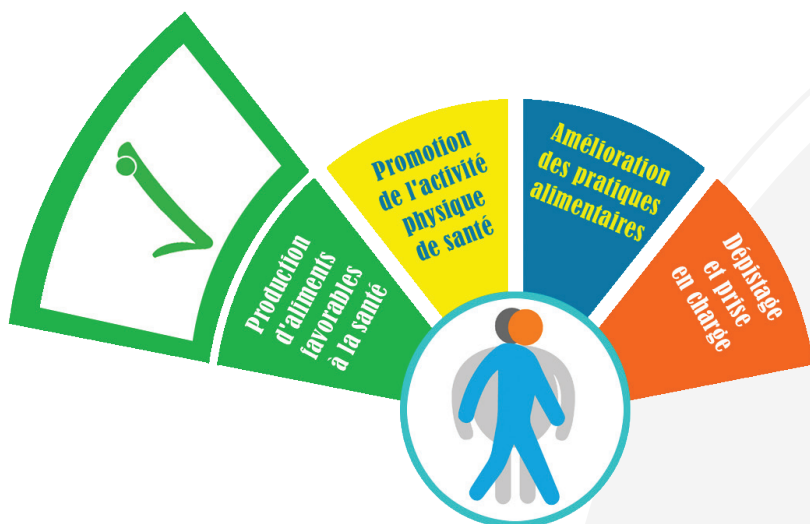 Production
d'aliments
favorables
à la santé
Promotion
de l'activité
physique
de santé
Amélioration
des pratiques
alimentaires
Dépistage
et prise
en charge